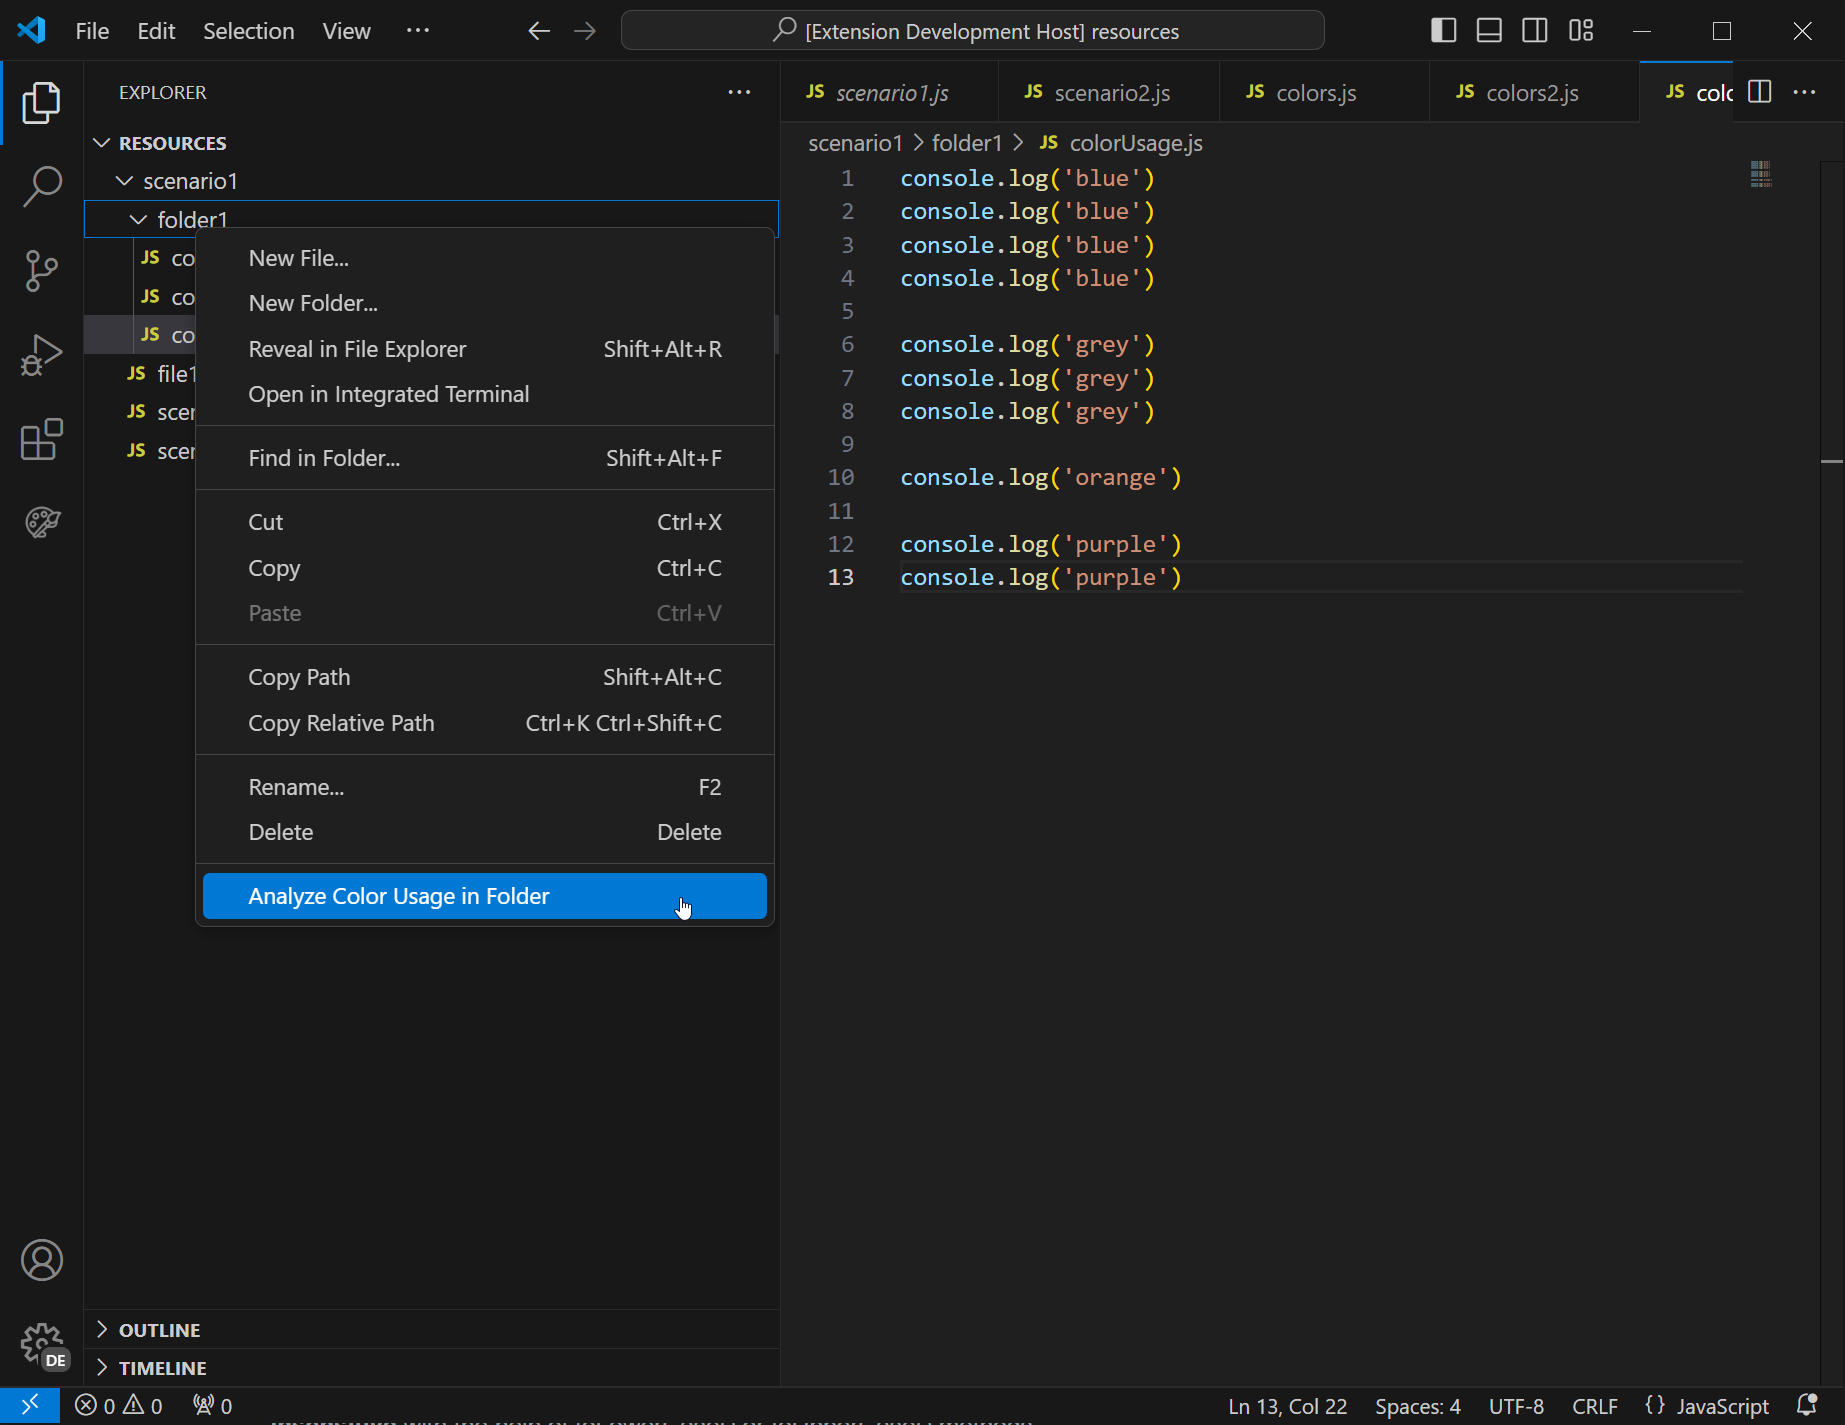 File Edit Selection View ···
[Extension Development Host] resources
EXPLORER
RESOURCES
scenario1
folder1
JS co
JS co
JS co
JS file1
JS scen
JS scen
New File...
New Folder...
Reveal in File Explorer Shift+Alt+R
Open in Integrated Terminal
Find in Folder... Shift+Alt+F
Cut Ctrl+X
Copy Ctrl+C
Paste Ctrl+V
Copy Path Shift+Alt+C
Copy Relative Path Ctrl+K Ctrl+Shift+C
Rename... F2
Delete Delete
Analyze Color Usage in Folder
OUTLINE
TIMELINE
DE
JS scenario1.js JS scenario2.js JS colors.js JS colors2.js JS colo
scenario1 > folder1 > JS colorUsage.js
1 console.log('blue')
2 console.log('blue')
3 console.log('blue')
4 console.log('blue')
5
6 console.log('grey')
7 console.log('grey')
8 console.log('grey')
9
10 console.log('orange')
11
12 console.log('purple')
13 console.log('purple')
0 0 0
Ln 13, Col 22 Spaces: 4 UTF-8 CRLF {} JavaScript